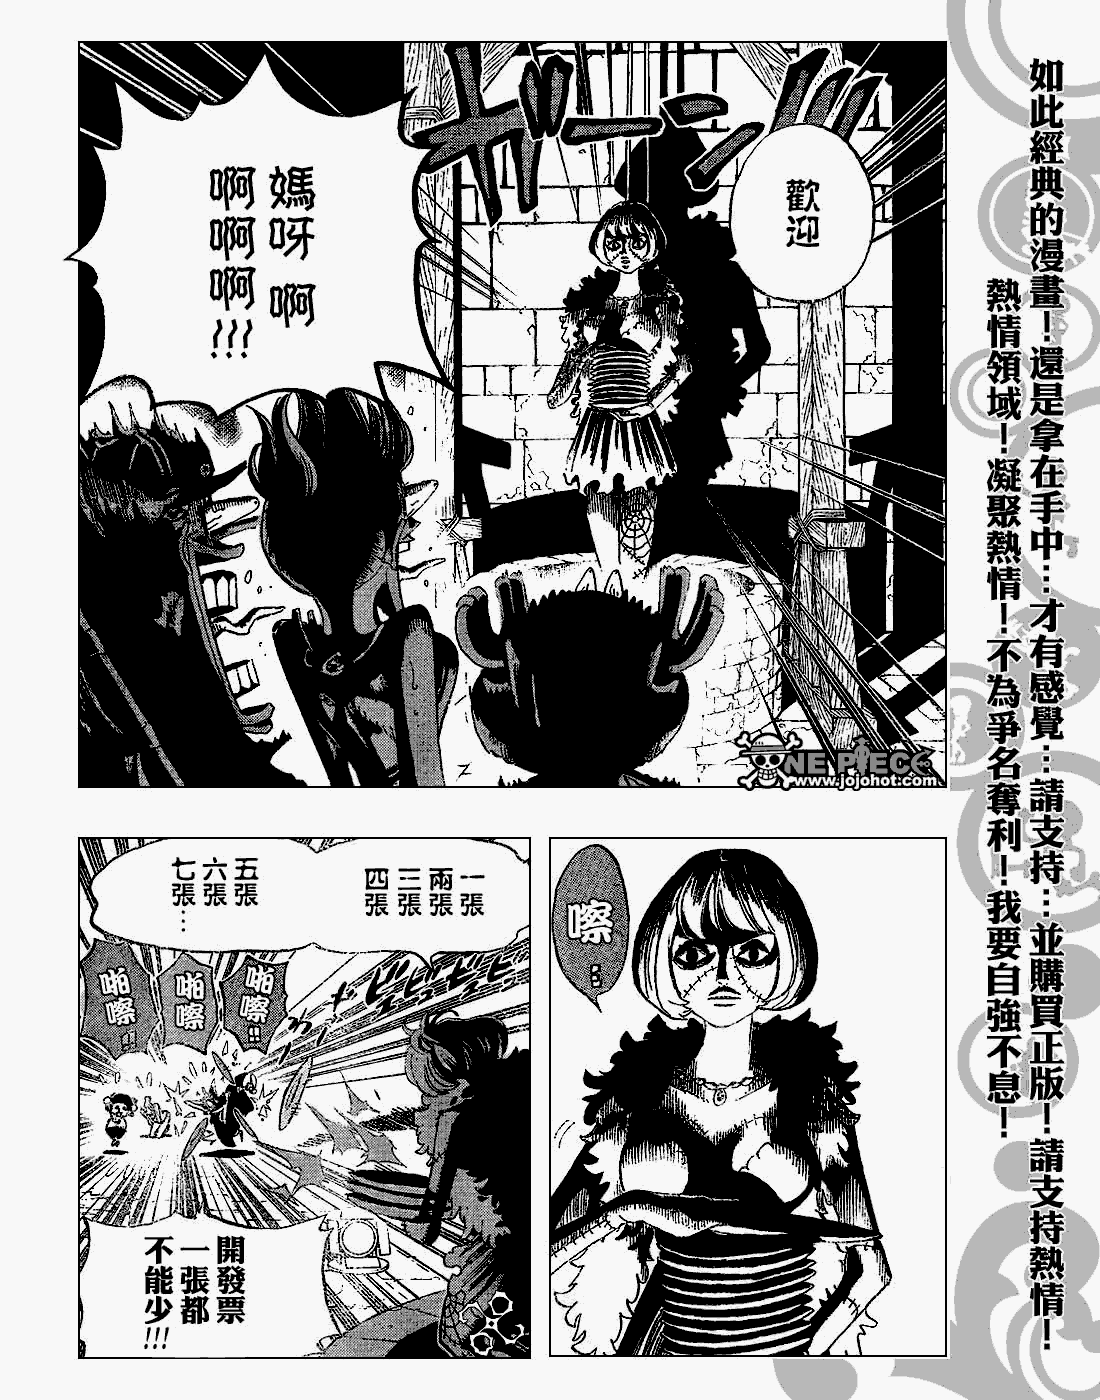 如此經典的漫畫！還是拿在手中…才有感覺…請支持…並購買正版！請支持熱情！
熱情領域！凝聚熱情！不為爭名奪利！我要自強不息！
ガーン
歡迎
媽呀 啊
啊啊啊!!!
ONE PIECE
www.jojohot.com
嚓
一張
兩張
三張
四張
五張
六張
七張…
啪嚓!!
啪嚓!!
啪嚓!!
開發票
一張都
不能少!!!